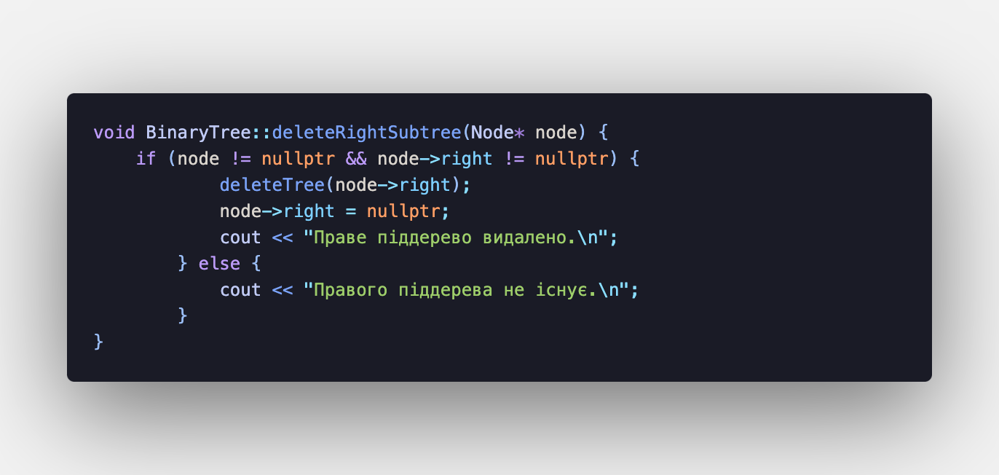 void BinaryTree::deleteRightSubtree(Node* node) {
    if (node != nullptr && node->right != nullptr) {
            deleteTree(node->right);
            node->right = nullptr;
            cout << "Праве піддерево видалено.\n";
        } else {
            cout << "Правого піддерева не існує.\n";
        }
}